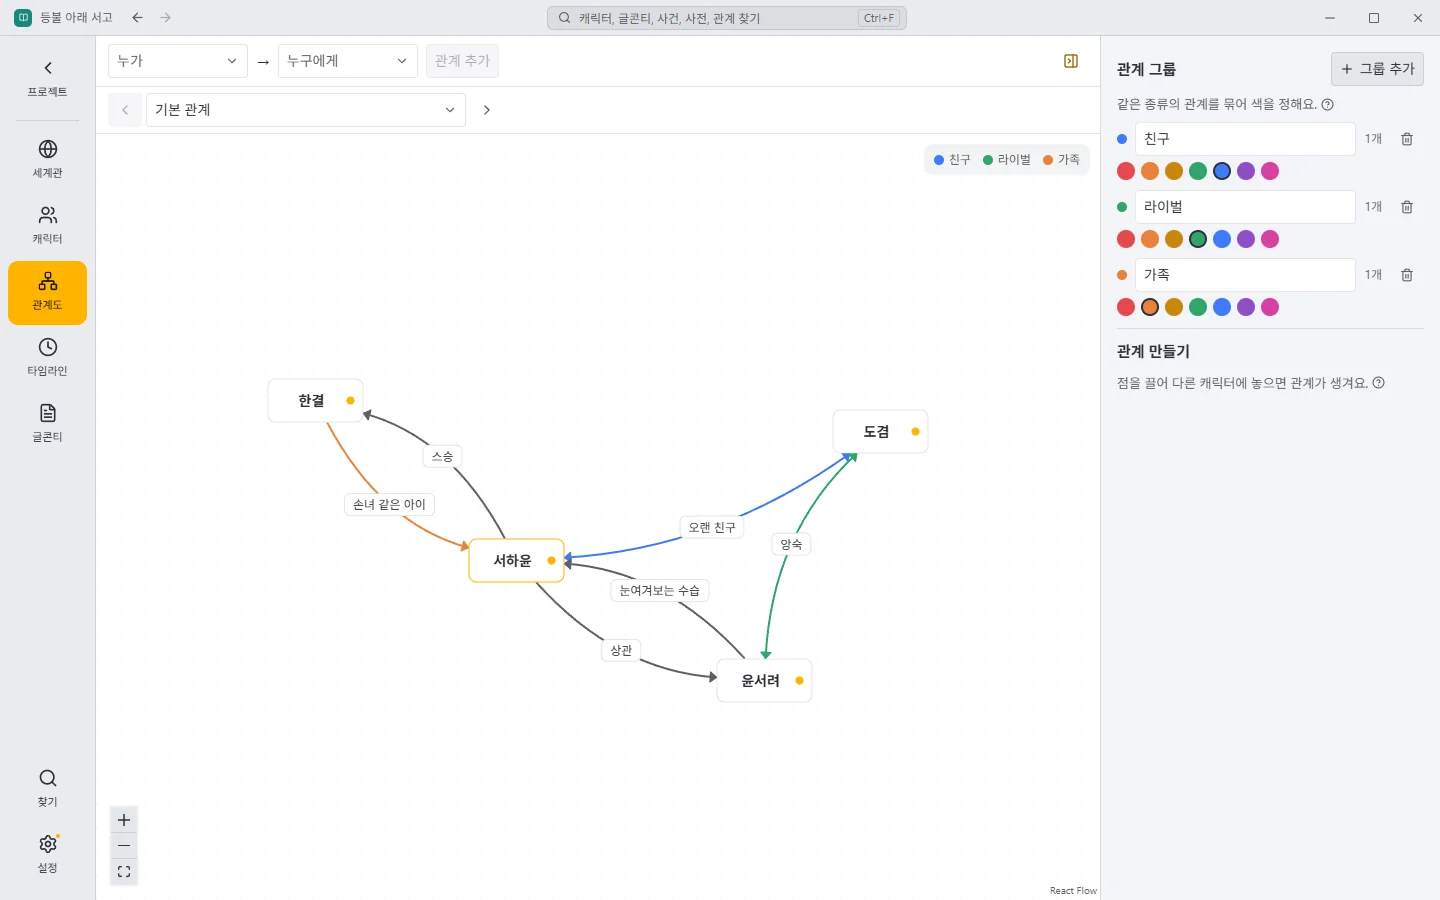 등불 아래 서고
캐릭터, 글콘티, 사건, 사전, 관계 찾기
Ctrl+F
프로젝트
세계관
캐릭터
관계도
타임라인
글콘티
찾기
설정
누가
→
누구에게
관계 추가
기본 관계
친구
라이벌
가족
한결
도겸
스승
손녀 같은 아이
오랜 친구
앙숙
서하윤
눈여겨보는 수습
상관
윤서려
React Flow
관계 그룹
그룹 추가
같은 종류의 관계를 묶어 색을 정해요.
친구
1개
라이벌
1개
가족
1개
관계 만들기
점을 끌어 다른 캐릭터에 놓으면 관계가 생겨요.